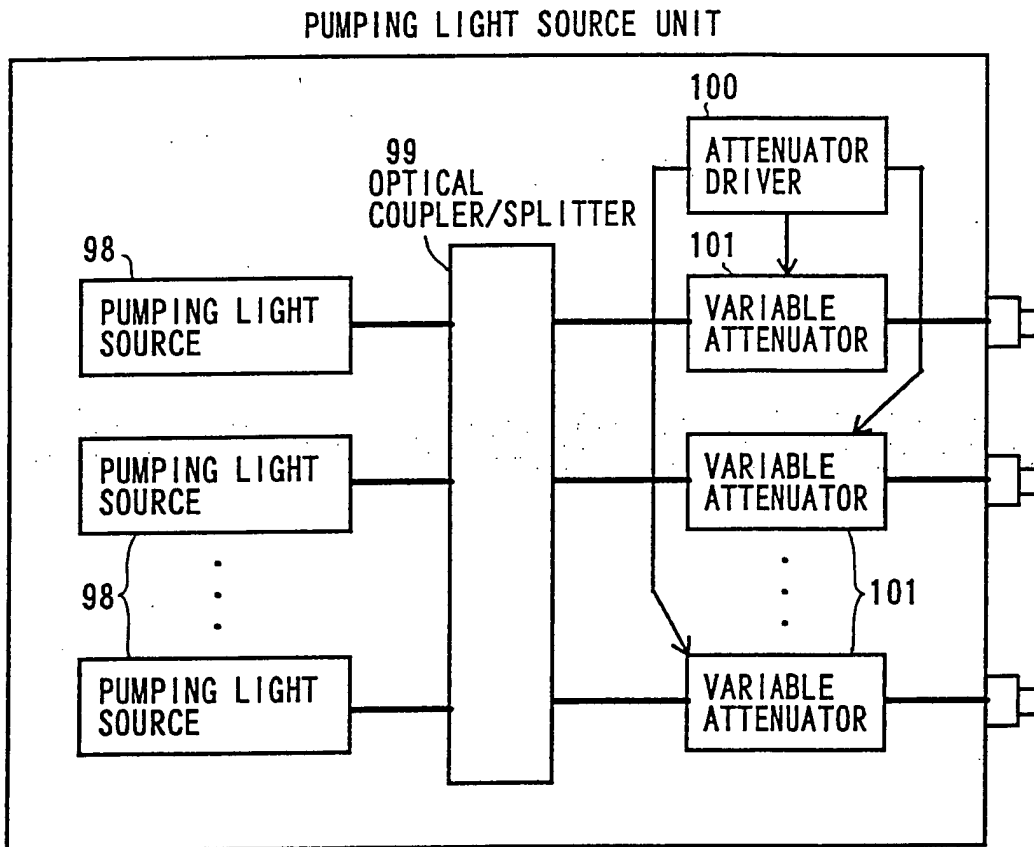 PUMPING LIGHT SOURCE UNIT
100
ATTENUATOR
DRIVER
99
OPTICAL
COUPLER/SPLITTER
98
PUMPING LIGHT
SOURCE
101
VARIABLE
ATTENUATOR
PUMPING LIGHT
SOURCE
VARIABLE
ATTENUATOR
98
101
PUMPING LIGHT
SOURCE
VARIABLE
ATTENUATOR